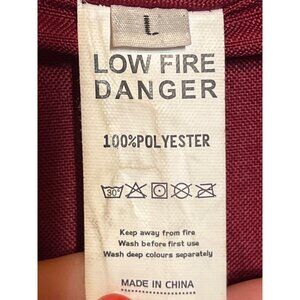 L
LOW FIRE
DANGER
100%POLYESTER
30°
Keep away from fire
Wash before first use
Wash deep colours separately
MADE IN CHINA